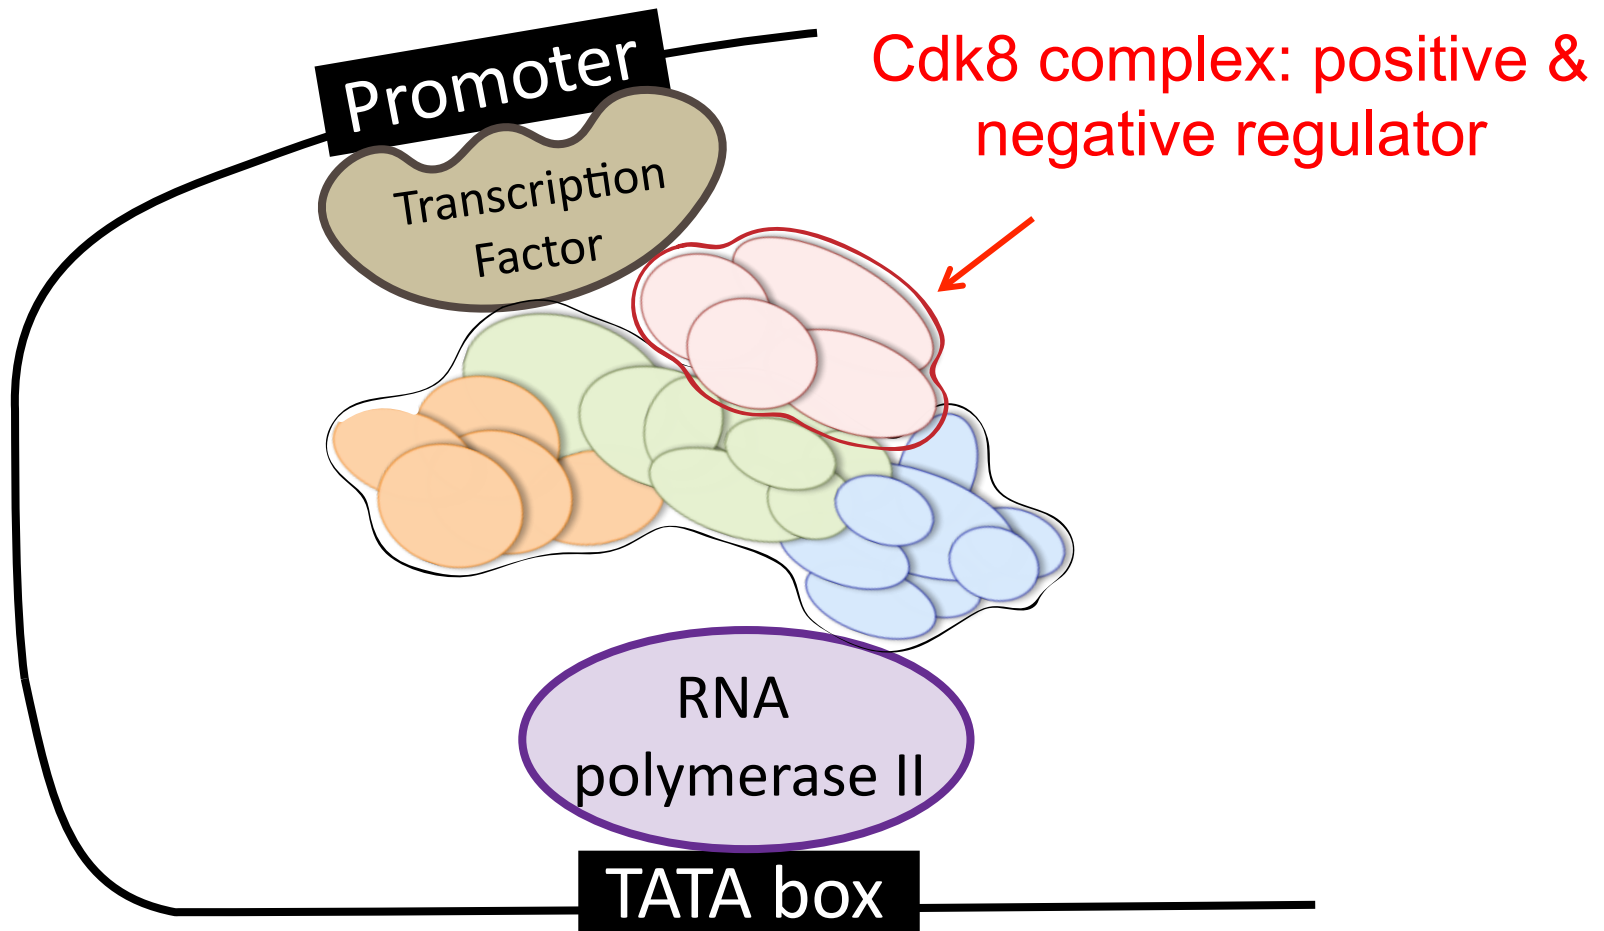 Promoter
Cdk8 complex: positive &
negative regulator
Transcription
Factor
RNA
polymerase II
TATA box